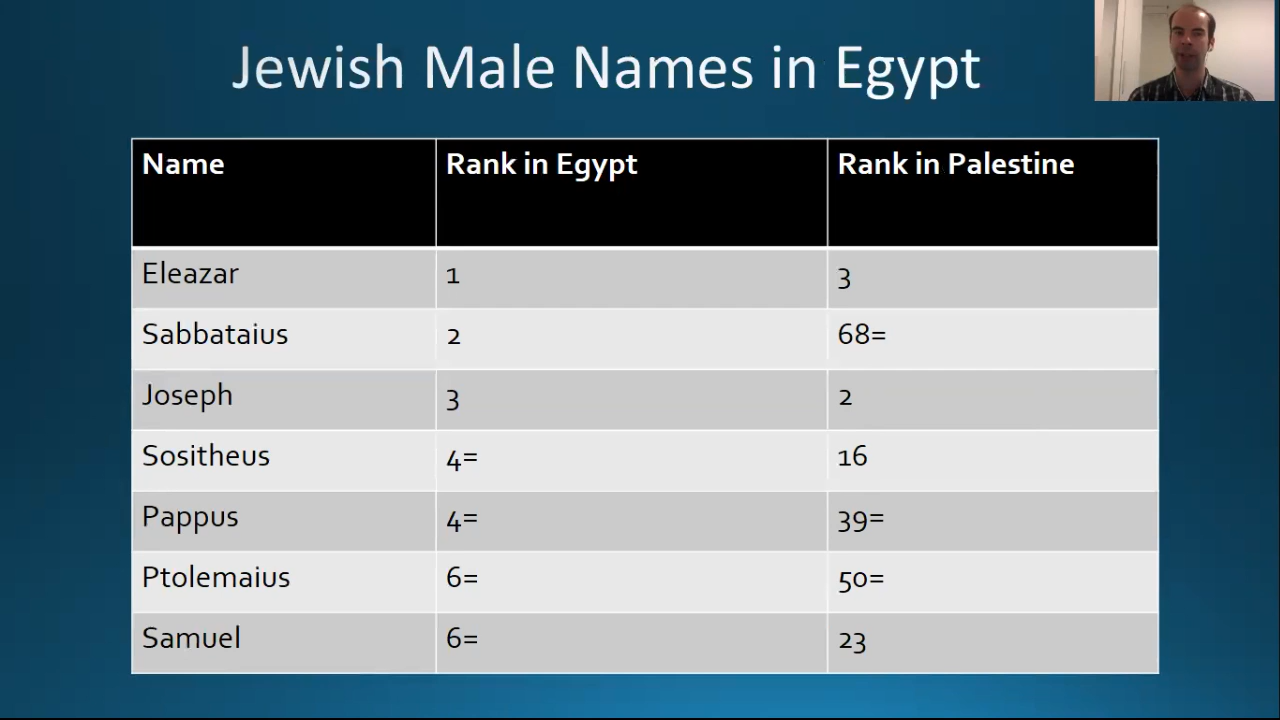 Jewish Male Names in Egypt
Name Rank in Egypt Rank in Palestine
Eleazar 1 3
Sabbataius 2 68=
Joseph 3 2
Sositheus 4= 16
Pappus 4= 39=
Ptolemaius 6= 50=
Samuel 6= 23